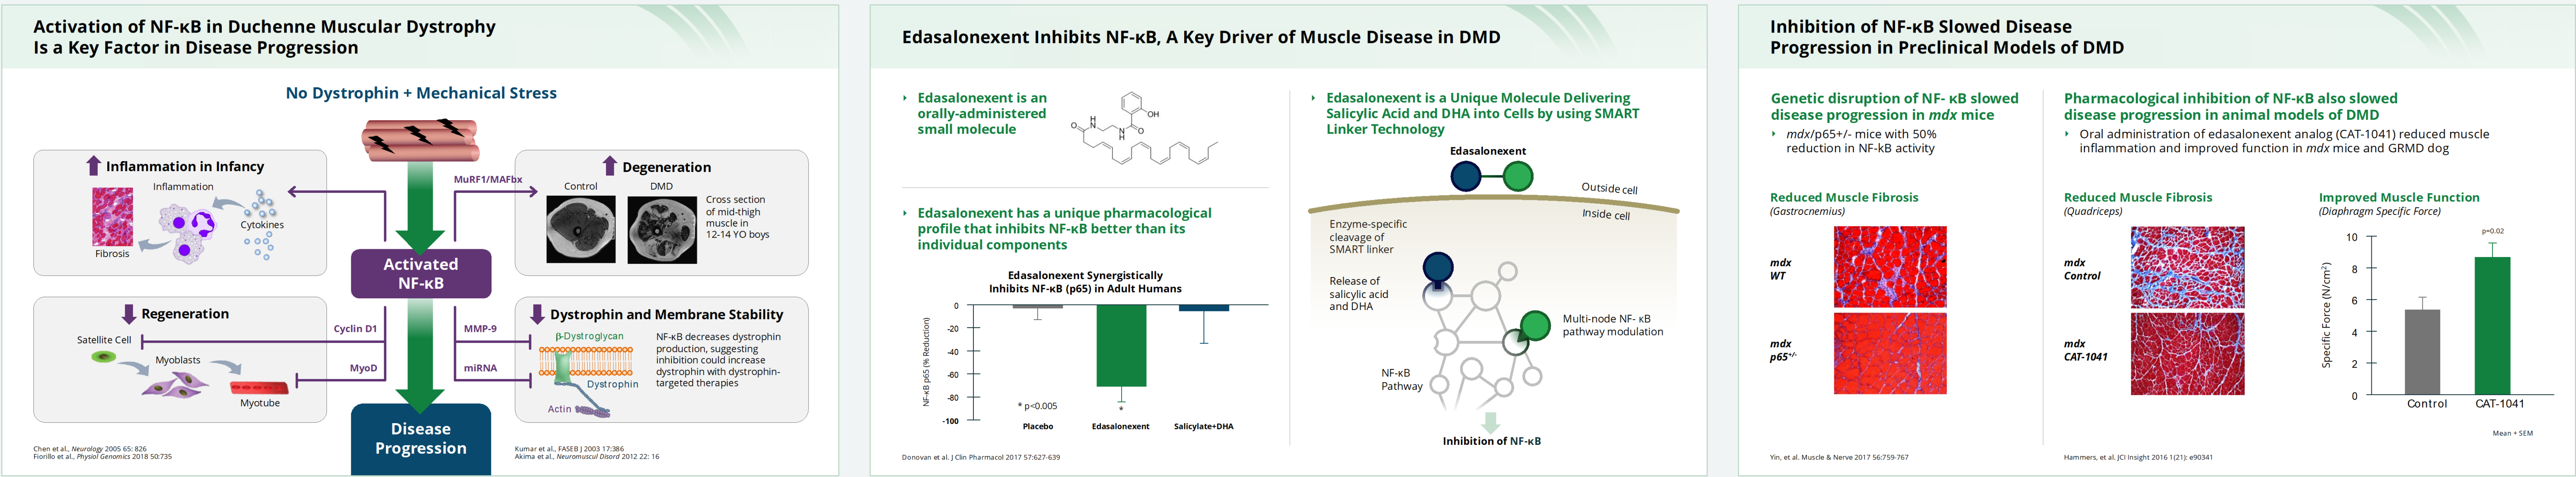 Activation of NF-κB in Duchenne Muscular Dystrophy
Is a Key Factor in Disease Progression
No Dystrophin + Mechanical Stress
Inflammation in Infancy
Inflammation
Cytokines
Fibrosis
MuRF1/MAFbx
Degeneration
Control
DMD
Cross section
of mid-thigh
muscle in
12-14 YO boys
Activated
NF-κB
Regeneration
Satellite Cell
Myoblasts
Myotube
Cyclin D1
MyoD
MMP-9
miRNA
Dystrophin and Membrane Stability
β-Dystroglycan
Dystrophin
Actin
NF-κB decreases dystrophin
production, suggesting
inhibition could increase
dystrophin with dystrophin-
targeted therapies
Disease
Progression
Chen et al., Neurology 2005 65: 826
Fiorillo et al., Physiol Genomics 2018 50:735
Kumar et al., FASEB J 2003 17:386
Akima et al., Neuromuscul Disord 2012 22: 16
Edasalonexent Inhibits NF-κB, A Key Driver of Muscle Disease in DMD
Edasalonexent is an
orally-administered
small molecule
OH
H
N
O
N
H
O
Edasalonexent has a unique pharmacological
profile that inhibits NF-κB better than its
individual components
Edasalonexent Synergistically
Inhibits NF-κB (p65) in Adult Humans
NF-κB p65 (% Reduction)
0
-20
-40
-60
-80
-100
* p<0.005
*
Placebo
Edasalonexent
Salicylate+DHA
Edasalonexent is a Unique Molecule Delivering
Salicylic Acid and DHA into Cells by using SMART
Linker Technology
Edasalonexent
Outside cell
Inside cell
Enzyme-specific
cleavage of
SMART linker
Release of
salicylic acid
and DHA
Multi-node NF- κB
pathway modulation
NF-κB
Pathway
Inhibition of NF-κB
Donovan et al. J Clin Pharmacol 2017 57:627-639
Inhibition of NF-κB Slowed Disease
Progression in Preclinical Models of DMD
Genetic disruption of NF- κB slowed
disease progression in mdx mice
mdx/p65+/- mice with 50%
reduction in NF-kB activity
Reduced Muscle Fibrosis
(Gastrocnemius)
mdx
WT
mdx
p65+/-
Pharmacological inhibition of NF-κB also slowed
disease progression in animal models of DMD
Oral administration of edasalonexent analog (CAT-1041) reduced muscle
inflammation and improved function in mdx mice and GRMD dog
Reduced Muscle Fibrosis
(Quadriceps)
mdx
Control
mdx
CAT-1041
Improved Muscle Function
(Diaphragm Specific Force)
p=0.02
Specific Force (N/cm²)
10
8
6
4
2
0
Control
CAT-1041
Mean + SEM
Yin, et al. Muscle & Nerve 2017 56:759-767
Hammers, et al. JCI Insight 2016 1(21): e90341